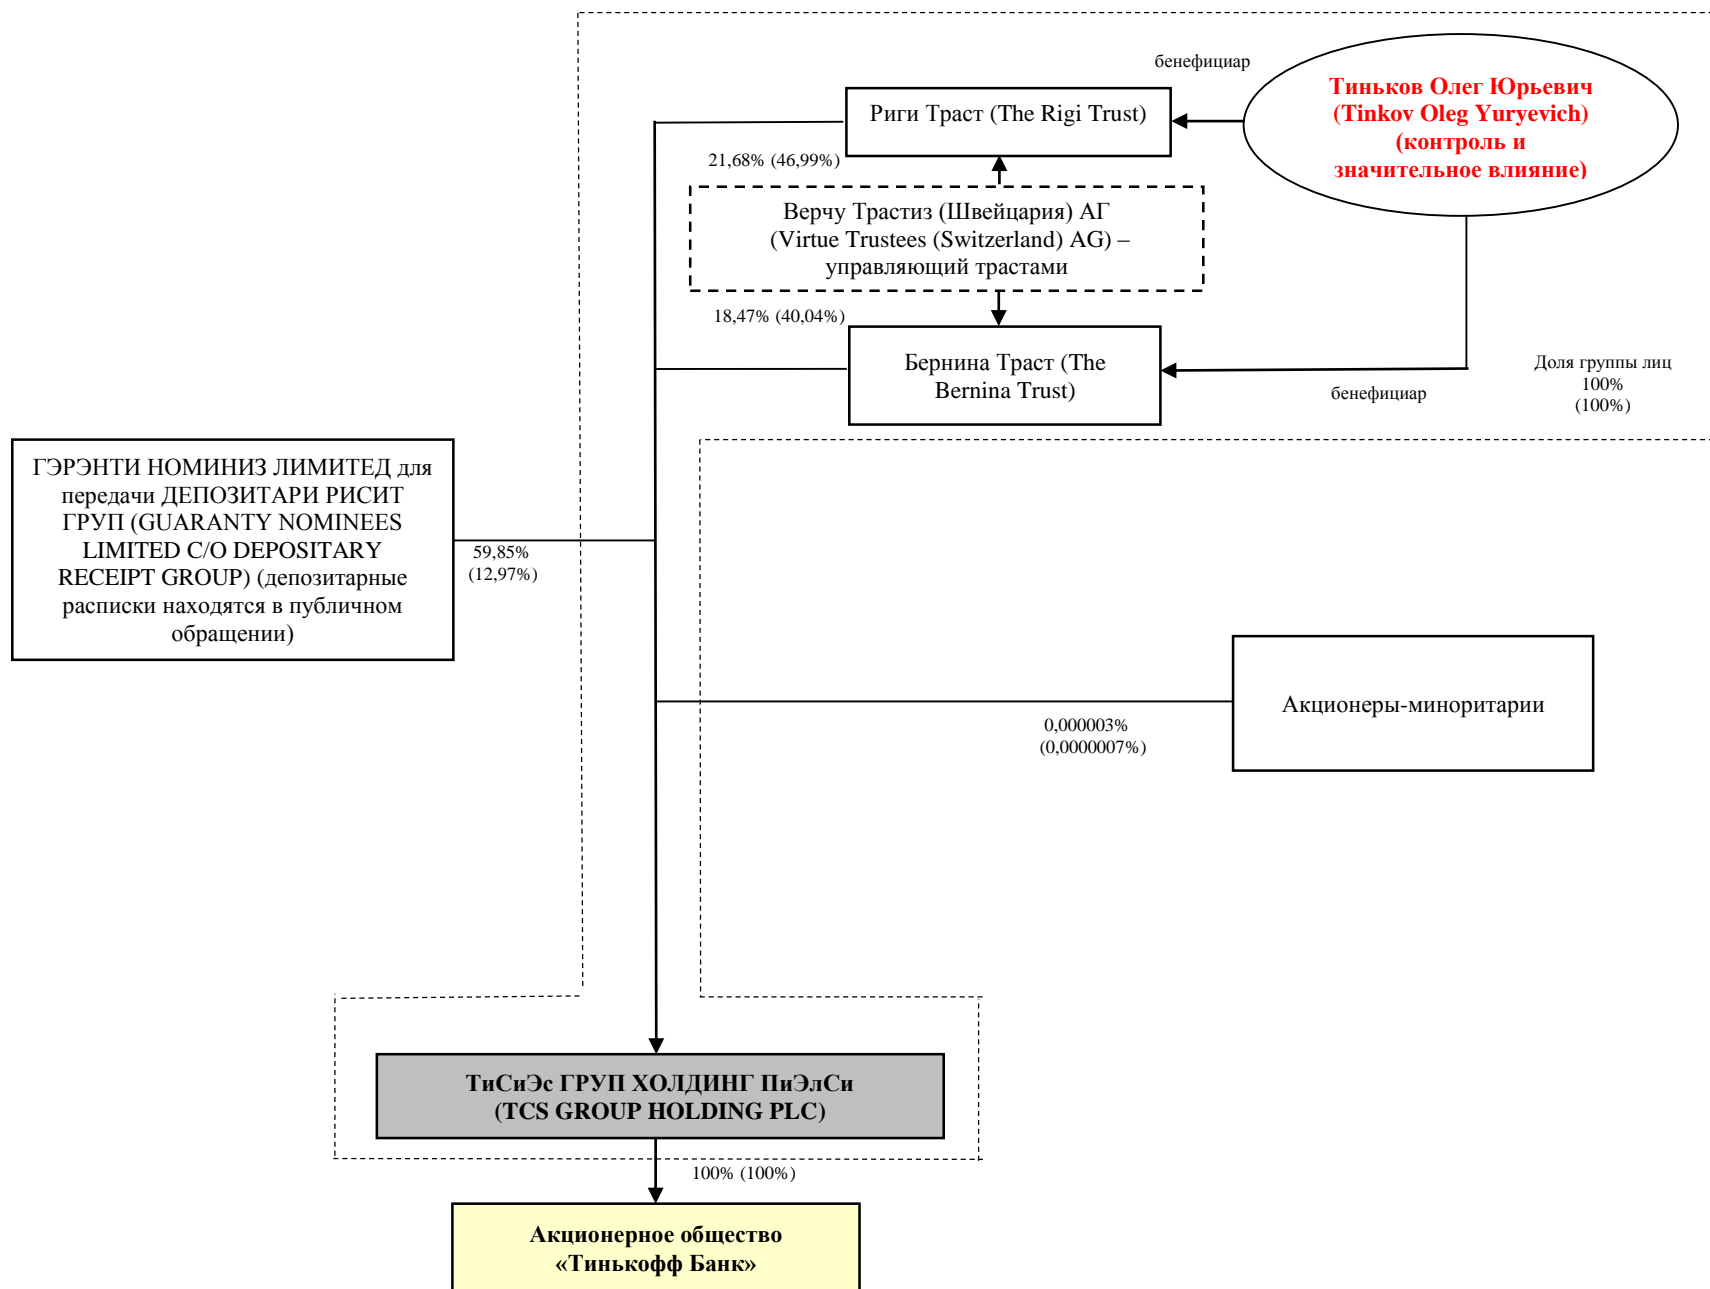 бенефициар
Тиньков Олег Юрьевич
(Tinkov Oleg Yuryevich)
(контроль и
значительное влияние)
Риги Траст (The Rigi Trust)
21,68% (46,99%)
Верчу Трастиз (Швейцария) АГ
(Virtue Trustees (Switzerland) AG) –
управляющий трастами
18,47% (40,04%)
Бернина Траст (The
Bernina Trust)
бенефициар
Доля группы лиц
100%
(100%)
ГЭРЭНТИ НОМИНИЗ ЛИМИТЕД для
передачи ДЕПОЗИТАРИ РИСИТ
ГРУП (GUARANTY NOMINEES
LIMITED C/O DEPOSITARY
RECEIPT GROUP) (депозитарные
расписки находятся в публичном
обращении)
59,85%
(12,97%)
Акционеры-миноритарии
0,000003%
(0,0000007%)
ТиСиЭс ГРУП ХОЛДИНГ ПиЭлСи
(TCS GROUP HOLDING PLC)
100% (100%)
Акционерное общество
«Тинькофф Банк»